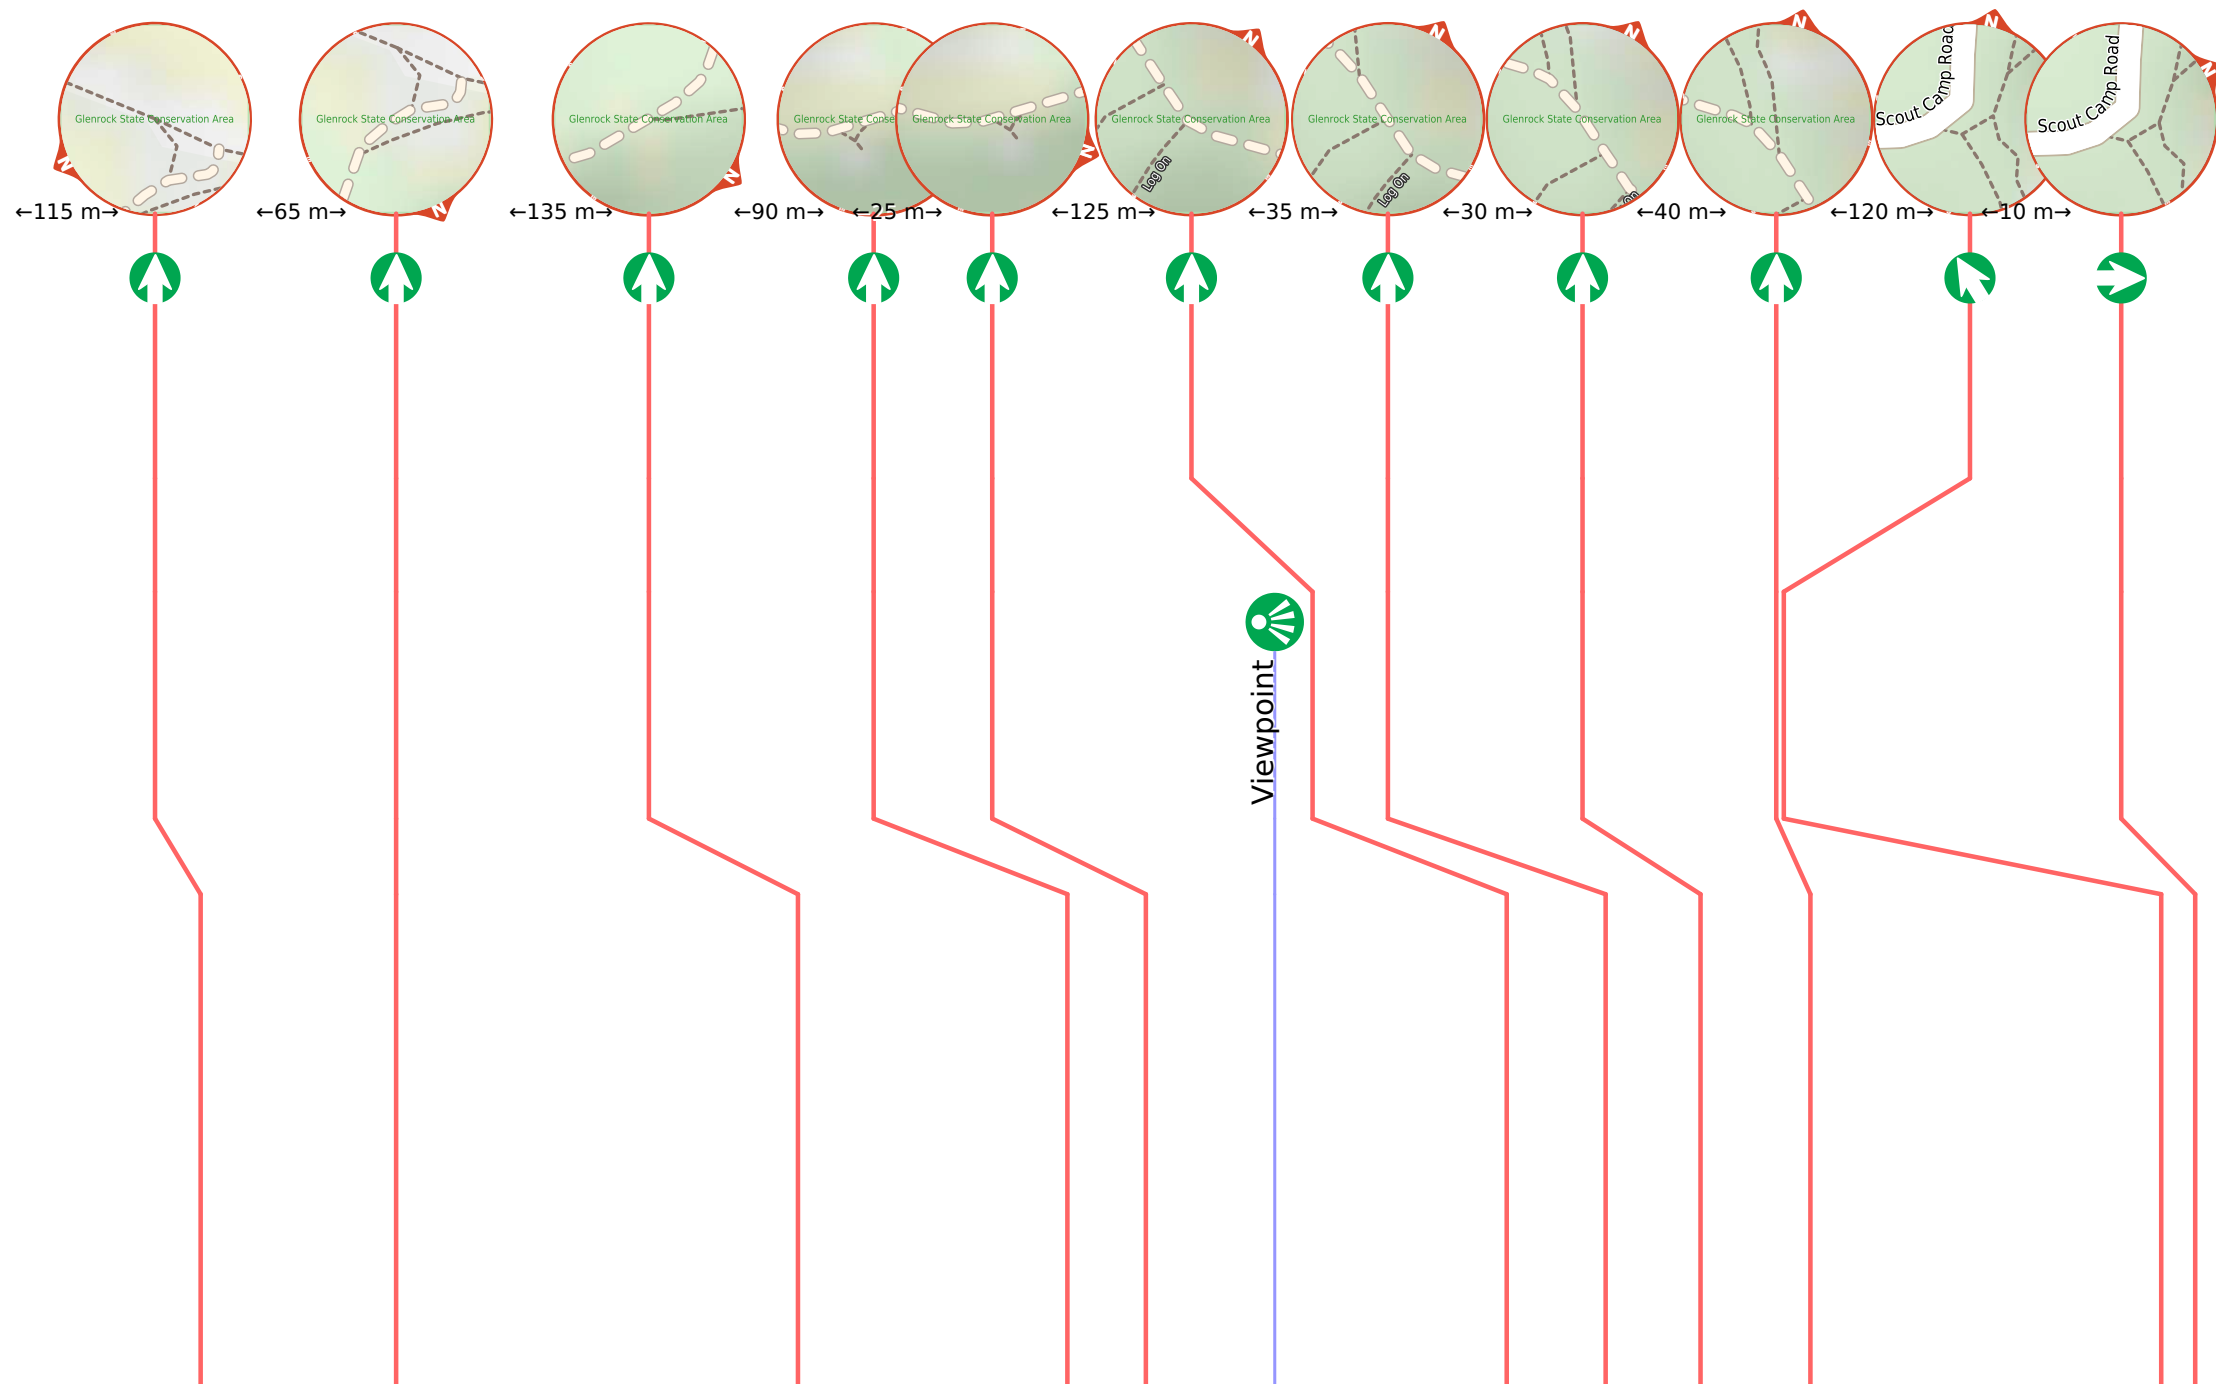 Glenrock State Conservation Area
Glenrock State Conservation Area
Glenrock State Conservation Area
Glenrock State Conse
Glenrock State Conservation Area
Glenrock State Conservation Area
Glenrock State Conservation Area
Glenrock State Conservation Area
Glenrock State Conservation Area
Scout Camp Road
Scout Camp Road
Log On
Log On
On
N
N
N
N
N
N
N
N
N
N
←115 m→
←65 m→
←135 m→
←90 m→
←25 m→
←125 m→
←35 m→
←30 m→
←40 m→
←120 m→
←10 m→
Viewpoint